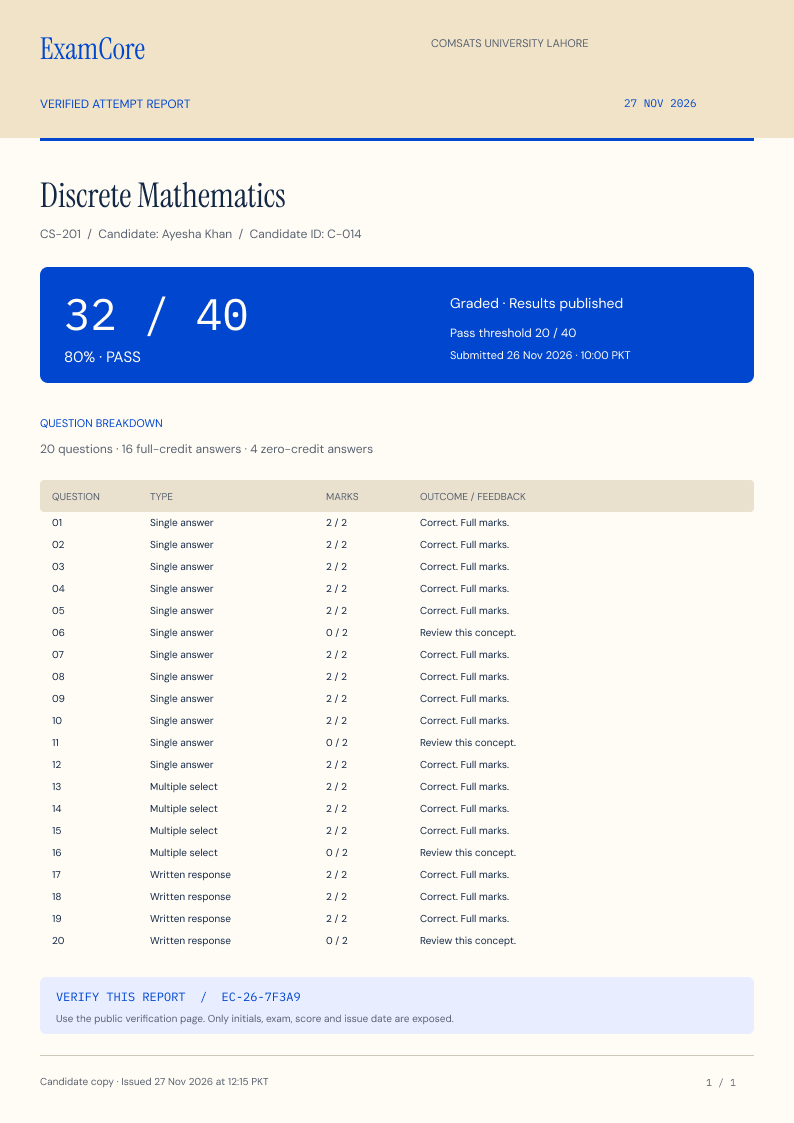 ExamCore
COMSATS UNIVERSITY LAHORE
VERIFIED ATTEMPT REPORT
27 NOV 2026
Discrete Mathematics
CS-201 / Candidate: Ayesha Khan / Candidate ID: C-014
32 / 40
80% · PASS
Graded · Results published
Pass threshold 20 / 40
Submitted 26 Nov 2026 · 10:00 PKT
QUESTION BREAKDOWN
20 questions · 16 full-credit answers · 4 zero-credit answers
QUESTION TYPE MARKS OUTCOME / FEEDBACK
01 Single answer 2 / 2 Correct. Full marks.
02 Single answer 2 / 2 Correct. Full marks.
03 Single answer 2 / 2 Correct. Full marks.
04 Single answer 2 / 2 Correct. Full marks.
05 Single answer 2 / 2 Correct. Full marks.
06 Single answer 0 / 2 Review this concept.
07 Single answer 2 / 2 Correct. Full marks.
08 Single answer 2 / 2 Correct. Full marks.
09 Single answer 2 / 2 Correct. Full marks.
10 Single answer 2 / 2 Correct. Full marks.
11 Single answer 0 / 2 Review this concept.
12 Single answer 2 / 2 Correct. Full marks.
13 Multiple select 2 / 2 Correct. Full marks.
14 Multiple select 2 / 2 Correct. Full marks.
15 Multiple select 2 / 2 Correct. Full marks.
16 Multiple select 0 / 2 Review this concept.
17 Written response 2 / 2 Correct. Full marks.
18 Written response 2 / 2 Correct. Full marks.
19 Written response 2 / 2 Correct. Full marks.
20 Written response 0 / 2 Review this concept.
VERIFY THIS REPORT / EC-26-7F3A9
Use the public verification page. Only initials, exam, score and issue date are exposed.
Candidate copy · Issued 27 Nov 2026 at 12:15 PKT
1 / 1